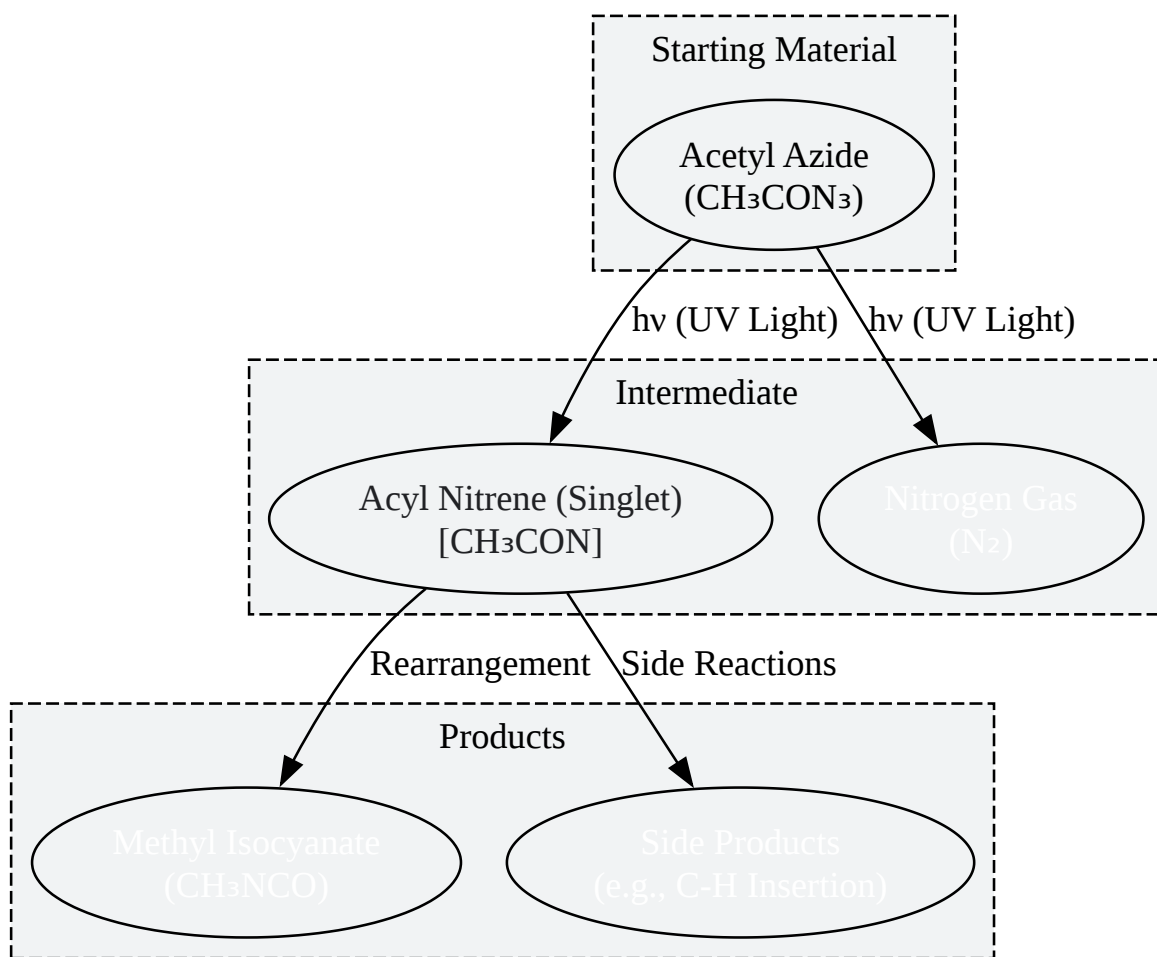 Starting Material
Acetyl Azide
(CH₃CON₃)
hν (UV Light)
hν (UV Light)
Intermediate
Acyl Nitrene (Singlet)
[CH₃CON]
Nitrogen Gas
(N₂)
Rearrangement
Side Reactions
Products
Methyl Isocyanate
(CH₃NCO)
Side Products
(e.g., C-H Insertion)